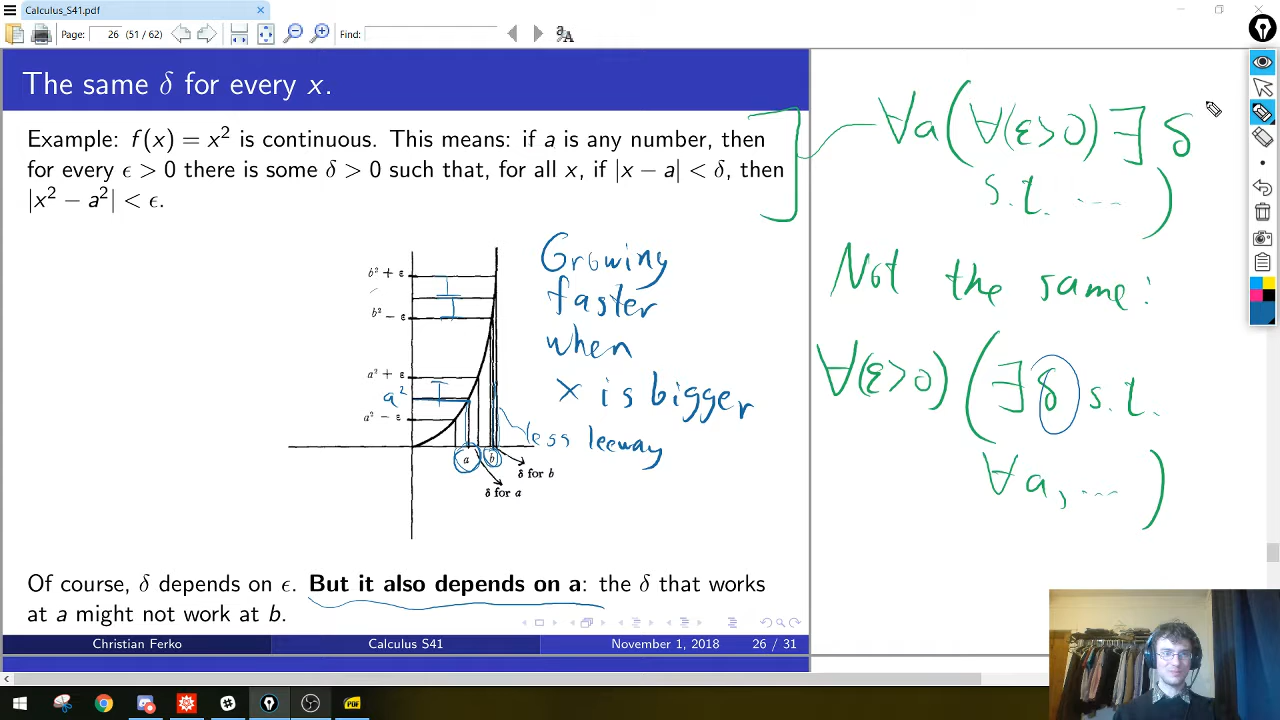 Calculus_S41.pdf
Page: 26 (51 / 62) Find:
The same δ for every x.
Example: f(x) = x² is continuous. This means: if a is any number, then
for every ϵ > 0 there is some δ > 0 such that, for all x, if |x − a| < δ, then
|x² − a²| < ϵ.
b² + ε
b² − ε
a² + ε
a²
a² − ε
a b
δ for b
δ for a
Growing
faster
when
x is bigger
less leeway
Of course, δ depends on ϵ. But it also depends on a: the δ that works
at a might not work at b.
Christian Ferko Calculus S41 November 1, 2018 26 / 31
∀a(∀(ε>0) ∃ δ
s.t. ...)
Not the same:
∀(ε>0) (∃ δ s.t.
∀a, ...)